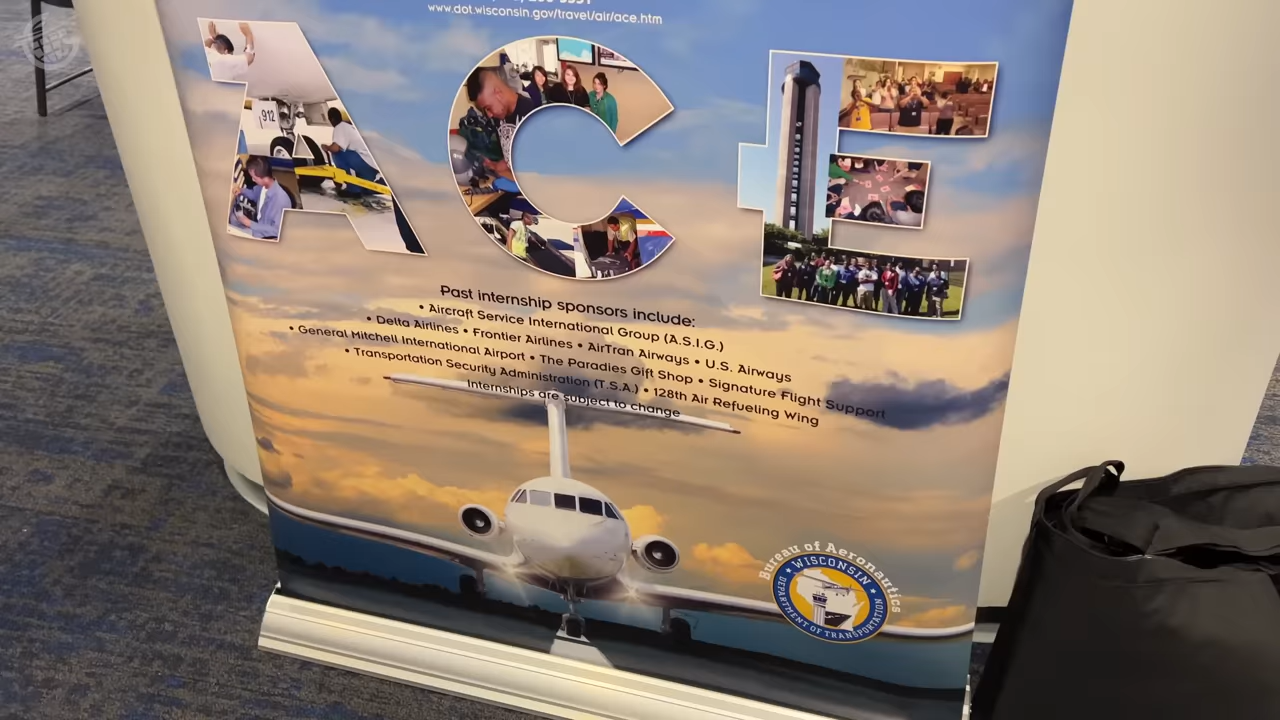 www.dot.wisconsin.gov/travel/air/ace.htm
ACE
912
Past internship sponsors include:
• Aircraft Service International Group (A.S.I.G.)
• Delta Airlines • Frontier Airlines • AirTran Airways • U.S. Airways
• General Mitchell International Airport • The Paradies Gift Shop • Signature Flight Support
• Transportation Security Administration (T.S.A.) • 128th Air Refueling Wing
Internships are subject to change
Bureau of Aeronautics
WISCONSIN
DEPARTMENT OF TRANSPORTATION